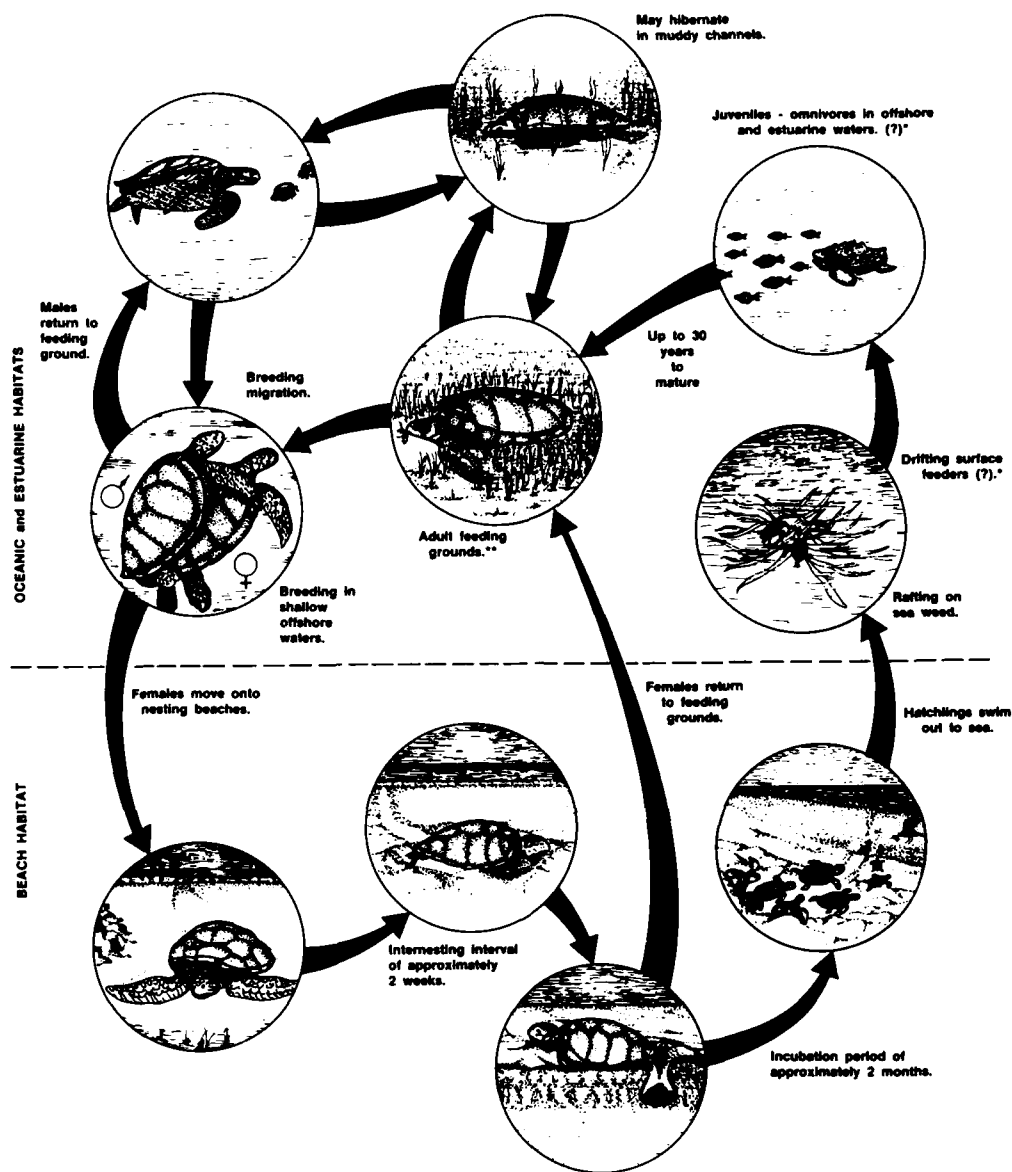 May hibernate
in muddy channels.
Juveniles - omnivores in offshore
and estuarine waters. (?)*
Males
return to
feeding
ground.
Up to 30
years
to
mature
Breeding
migration.
OCEANIC and ESTUARINE HABITATS
Drifting surface
feeders (?).*
Adult feeding
grounds.**
♂
♀
Breeding in
shallow
offshore
waters.
Rafting on
sea weed.
Females move onto
nesting beaches.
Females return
to feeding
grounds.
Hatchlings swim
out to sea.
BEACH HABITAT
Internesting interval
of approximately
2 weeks.
Incubation period of
approximately 2 months.